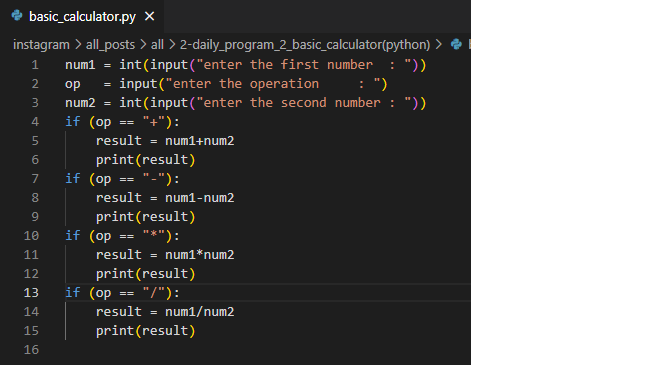 basic_calculator.py ×
instagram > all_posts > all > 2-daily_program_2_basic_calculator(python) >
1 num1 = int(input("enter the first number  : "))
2 op   = input("enter the operation     : ")
3 num2 = int(input("enter the second number : "))
4 if (op == "+"):
5     result = num1+num2
6     print(result)
7 if (op == "-"):
8     result = num1-num2
9     print(result)
10 if (op == "*"):
11     result = num1*num2
12     print(result)
13 if (op == "/"):
14     result = num1/num2
15     print(result)
16